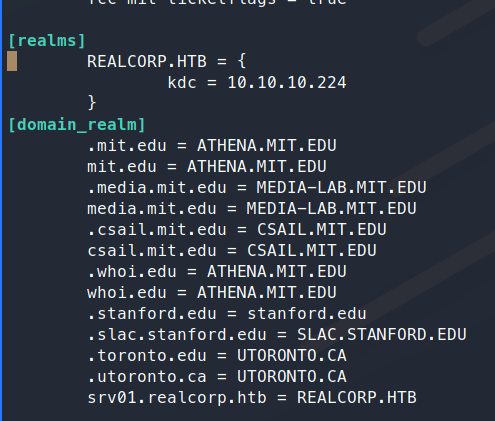 rcc-mit-ticketflags = true
[realms]
REALCORP.HTB = {
kdc = 10.10.10.224
}
[domain_realm]
.mit.edu = ATHENA.MIT.EDU
mit.edu = ATHENA.MIT.EDU
.media.mit.edu = MEDIA-LAB.MIT.EDU
media.mit.edu = MEDIA-LAB.MIT.EDU
.csail.mit.edu = CSAIL.MIT.EDU
csail.mit.edu = CSAIL.MIT.EDU
.whoi.edu = ATHENA.MIT.EDU
whoi.edu = ATHENA.MIT.EDU
.stanford.edu = stanford.edu
.slac.stanford.edu = SLAC.STANFORD.EDU
.toronto.edu = UTORONTO.CA
.utoronto.ca = UTORONTO.CA
srv01.realcorp.htb = REALCORP.HTB